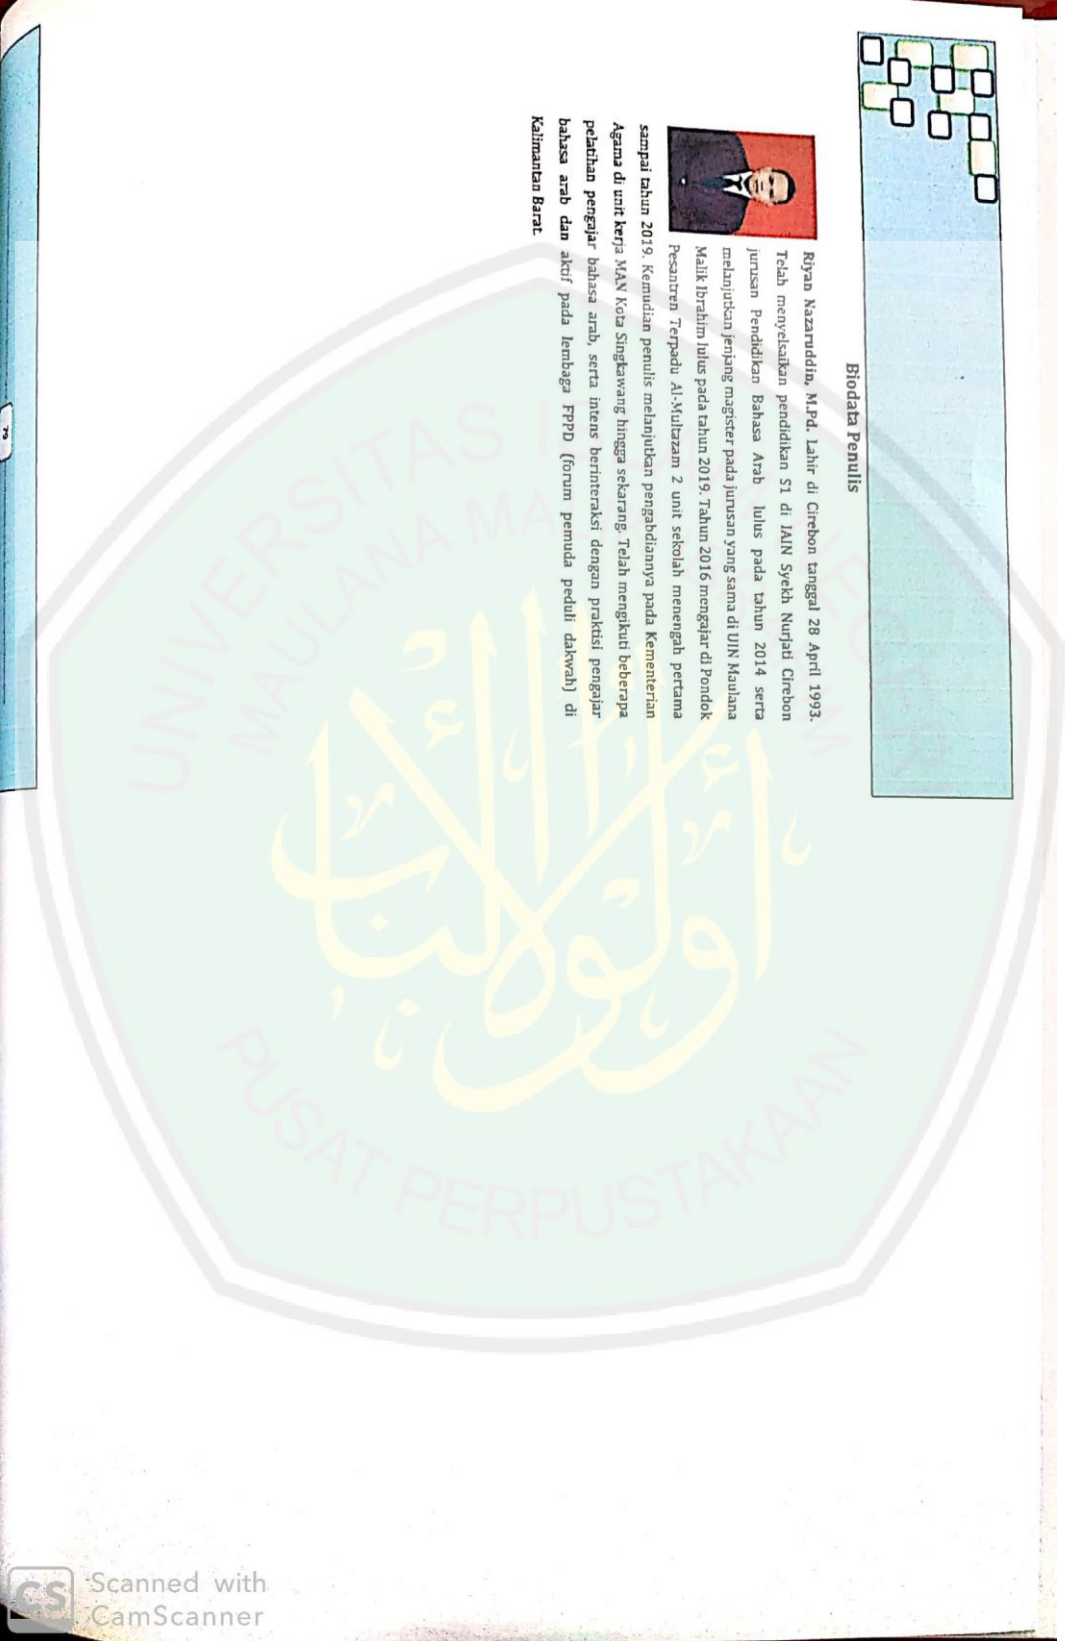 Biodata Penulis
Riyan Nazaruddin, M.Pd. Lahir di Cirebon tanggal 28 April 1993.
Telah menyelsaikan pendidikan S1 di IAIN Syekh Nurjati Cirebon
jurusan Pendidikan Bahasa Arab lulus pada tahun 2014 serta
melanjutkan jenjang magister pada jurusan yang sama di UIN Maulana
Malik Ibrahim lulus pada tahun 2019. Tahun 2016 mengajar di Pondok
Pesantren Terpadu Al-Multazam 2 unit sekolah menengah pertama
sampai tahun 2019. Kemudian penulis melanjutkan pengabdiannya pada Kementerian
Agama di unit kerja MAN Kota Singkawang hingga sekarang. Telah mengikuti beberapa
pelatihan pengajar bahasa arab, serta intens berinteraksi dengan praktisi pengajar
bahasa arab dan aktif pada lembaga FPPD (forum pemuda peduli dakwah) di
Kalimantan Barat.
79
UNIVERSITAS ISLAM NEGERI
MAULANA MALIK IBRAHIM
أولو الألباب
PUSAT PERPUSTAKAAN
CS
Scanned with
CamScanner